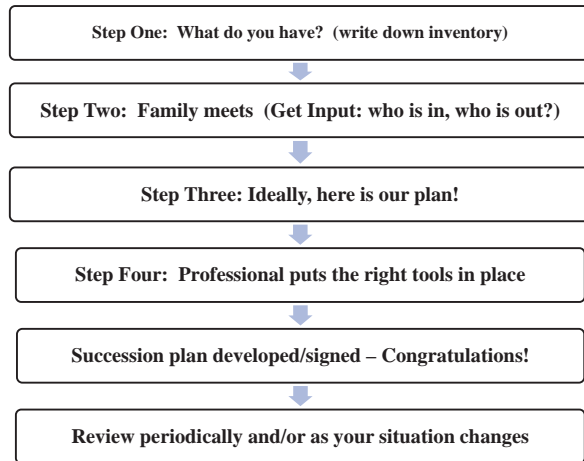 Step One: What do you have? (write down inventory)
Step Two: Family meets (Get Input: who is in, who is out?)
Step Three: Ideally, here is our plan!
Step Four: Professional puts the right tools in place
Succession plan developed/signed – Congratulations!
Review periodically and/or as your situation changes